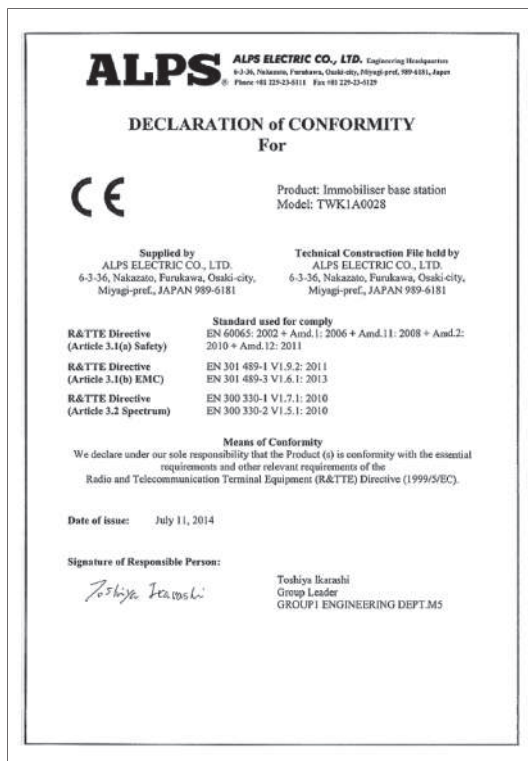 ALPS® ALPS ELECTRIC CO., LTD. Engineering Headquarters
6-3-36, Nakazato, Furukawa, Osaki-city, Miyagi-pref, 989-6181, Japan
Phone +81 229-23-5111 Fax +81 229-23-5129
DECLARATION of CONFORMITY
For
CE
Product: Immobiliser base station
Model: TWK1A0028
Supplied by
ALPS ELECTRIC CO., LTD.
6-3-36, Nakazato, Furukawa, Osaki-city,
Miyagi-pref., JAPAN 989-6181
Technical Construction File held by
ALPS ELECTRIC CO., LTD.
6-3-36, Nakazato, Furukawa, Osaki-city,
Miyagi-pref., JAPAN 989-6181
Standard used for comply
R&TTE Directive EN 60065: 2002 + Amd.1: 2006 + Amd.11: 2008 + Amd.2:
(Article 3.1(a) Safety) 2010 + Amd.12: 2011
R&TTE Directive EN 301 489-1 V1.9.2: 2011
(Article 3.1(b) EMC) EN 301 489-3 V1.6.1: 2013
R&TTE Directive EN 300 330-1 V1.7.1: 2010
(Article 3.2 Spectrum) EN 300 330-2 V1.5.1: 2010
Means of Conformity
We declare under our sole responsibility that the Product (s) is conformity with the essential
requirements and other relevant requirements of the
Radio and Telecommunication Terminal Equipment (R&TTE) Directive (1999/5/EC).
Date of issue: July 11, 2014
Signature of Responsible Person:
Toshiya Ikarashi
Toshiya Ikarashi
Group Leader
GROUP1 ENGINEERING DEPT.M5